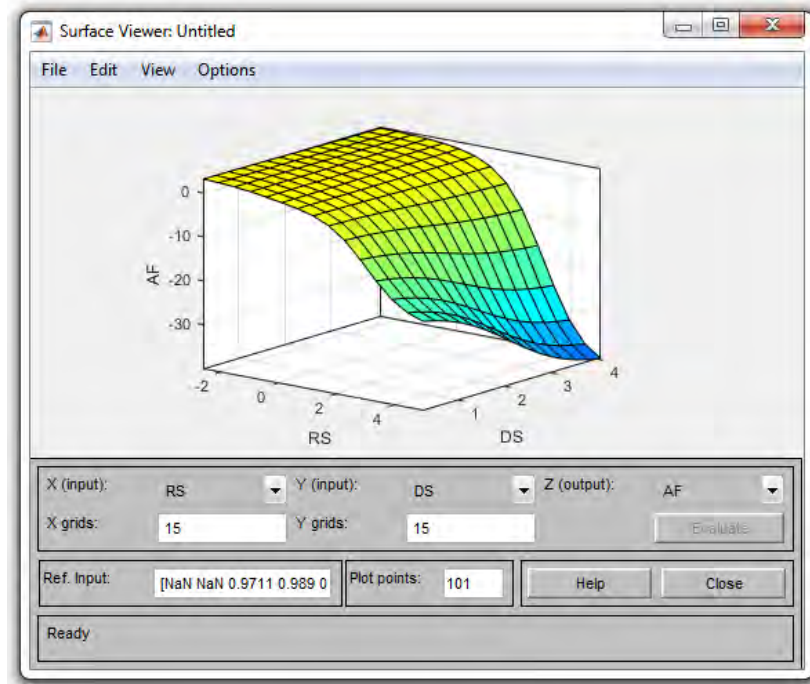 Surface Viewer: Untitled
File Edit View Options
0
-10
-20
-30
AF
-2
0
2
4
RS
1
2
3
4
DS
X (input): RS Y (input): DS Z (output): AF
X grids: 15 Y grids: 15 Evaluate
Ref. Input: [NaN NaN 0.9711 0.989 0 Plot points: 101 Help Close
Ready